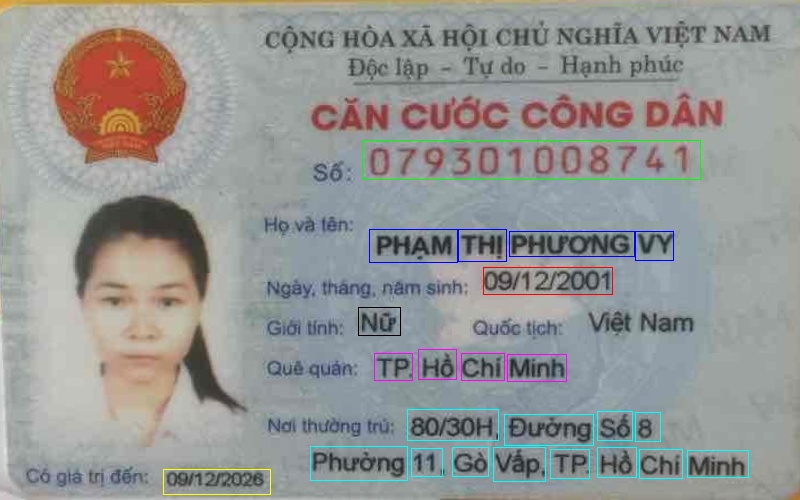 CỘNG HÒA XÃ HỘI CHỦ NGHĨA VIỆT NAM
Độc lập - Tự do - Hạnh phúc
CĂN CƯỚC CÔNG DÂN
Số: 079301008741
Họ và tên: PHẠM THỊ PHƯƠNG VY
Ngày, tháng, năm sinh: 09/12/2001
Giới tính: Nữ Quốc tịch: Việt Nam
Quê quán: TP. Hồ Chí Minh
Nơi thường trú: 80/30H, Đường Số 8
Phường 11, Gò Vấp, TP. Hồ Chí Minh
Có giá trị đến: 09/12/2026